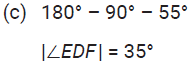 (c) 180° – 90° – 55°
|∠EDF| = 35°